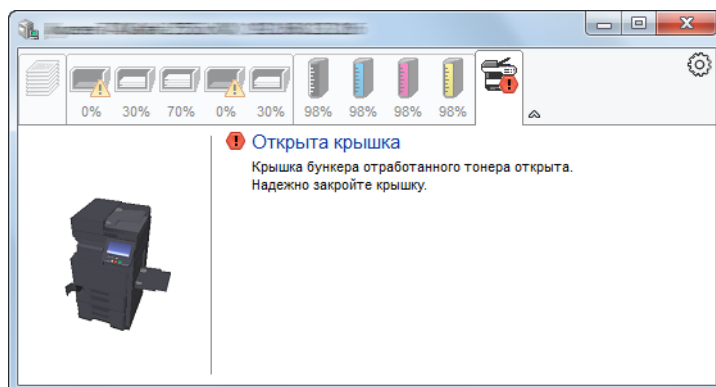 0% 30% 70% 0% 30% 98% 98% 98% 98%
Открыта крышка
Крышка бункера отработанного тонера открыта.
Надежно закройте крышку.